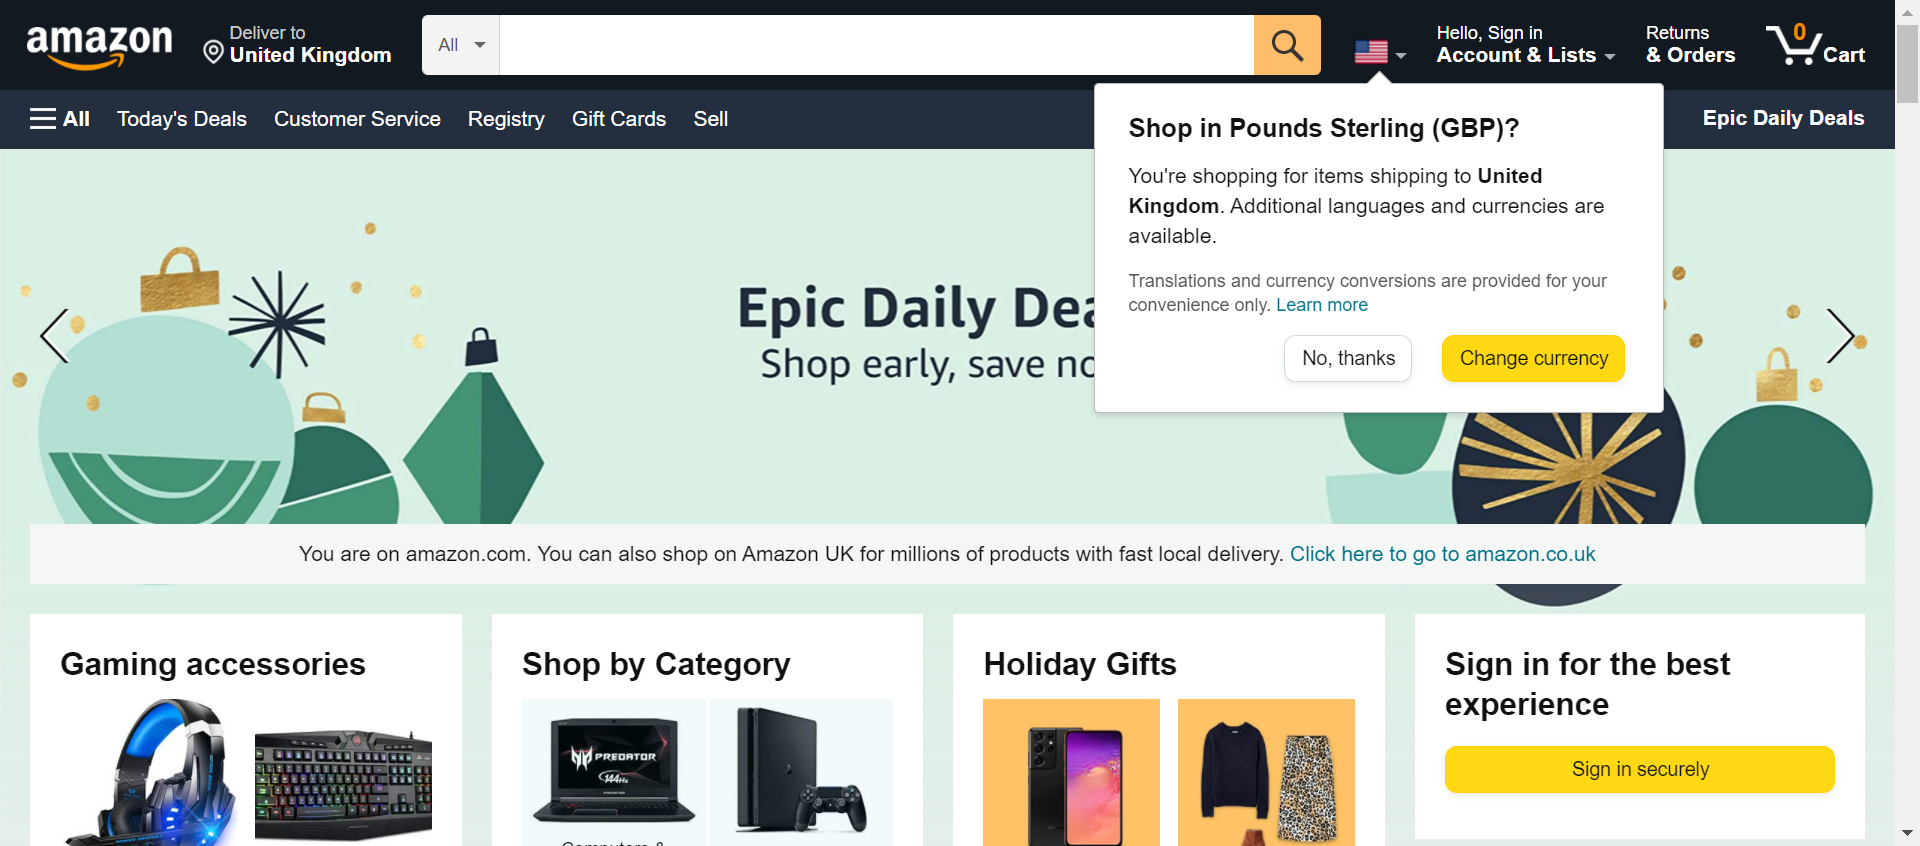 amazon
Deliver to
United Kingdom
All
Hello, Sign in
Account & Lists
Returns
& Orders
0
Cart
All
Today's Deals
Customer Service
Registry
Gift Cards
Sell
Epic Daily Deals
Shop in Pounds Sterling (GBP)?
You're shopping for items shipping to United
Kingdom. Additional languages and currencies are
available.
Translations and currency conversions are provided for your
convenience only. Learn more
No, thanks
Change currency
Epic Daily Dea
Shop early, save no
You are on amazon.com. You can also shop on Amazon UK for millions of products with fast local delivery. Click here to go to amazon.co.uk
Gaming accessories
Shop by Category
PREDATOR
144Hz
PREDATOR
Holiday Gifts
Sign in for the best
experience
Sign in securely